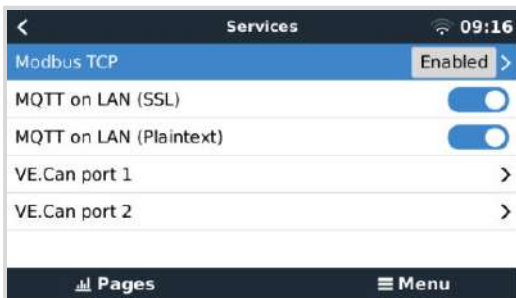 Services 09:16
Modbus TCP Enabled
MQTT on LAN (SSL)
MQTT on LAN (Plaintext)
VE.Can port 1
VE.Can port 2
Pages Menu